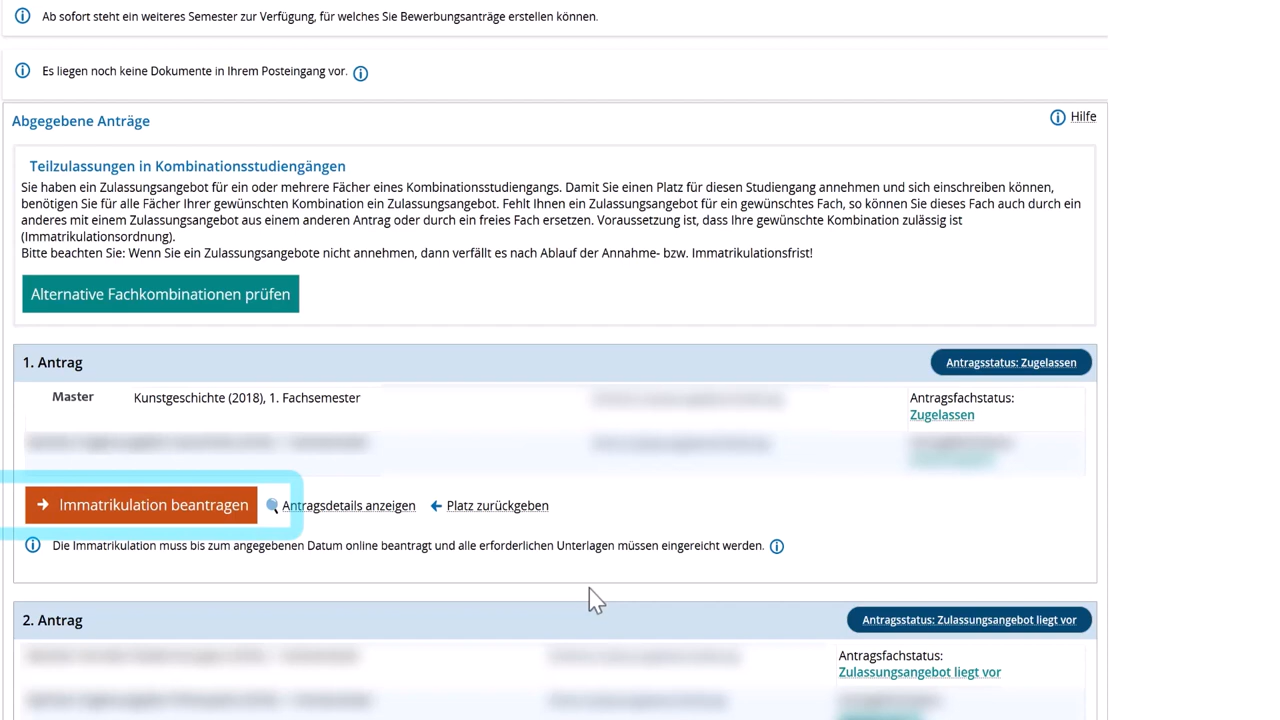 Ab sofort steht ein weiteres Semester zur Verfügung, für welches Sie Bewerbungsanträge erstellen können.
Es liegen noch keine Dokumente in Ihrem Posteingang vor.
Abgegebene Anträge
Hilfe
Teilzulassungen in Kombinationsstudiengängen
Sie haben ein Zulassungsangebot für ein oder mehrere Fächer eines Kombinationsstudiengangs. Damit Sie einen Platz für diesen Studiengang annehmen und sich einschreiben können,
benötigen Sie für alle Fächer Ihrer gewünschten Kombination ein Zulassungsangebot. Fehlt Ihnen ein Zulassungsangebot für ein gewünschtes Fach, so können Sie dieses Fach auch durch ein
anderes mit einem Zulassungsangebot aus einem anderen Antrag oder durch ein freies Fach ersetzen. Voraussetzung ist, dass Ihre gewünschte Kombination zulässig ist
(Immatrikulationsordnung).
Bitte beachten Sie: Wenn Sie ein Zulassungsangebote nicht annehmen, dann verfällt es nach Ablauf der Annahme- bzw. Immatrikulationsfrist!
Alternative Fachkombinationen prüfen
1. Antrag
Antragsstatus: Zugelassen
Master Kunstgeschichte (2018), 1. Fachsemester
Antragsfachstatus:
Zugelassen
Immatrikulation beantragen Antragsdetails anzeigen Platz zurückgeben
Die Immatrikulation muss bis zum angegebenen Datum online beantragt und alle erforderlichen Unterlagen müssen eingereicht werden.
2. Antrag
Antragsstatus: Zulassungsangebot liegt vor
Antragsfachstatus:
Zulassungsangebot liegt vor